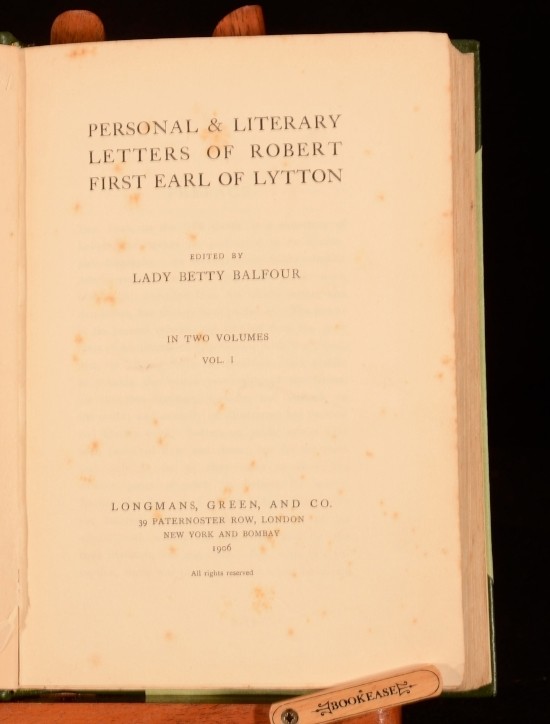 PERSONAL & LITERARY
LETTERS OF ROBERT
FIRST EARL OF LYTTON
EDITED BY
LADY BETTY BALFOUR
IN TWO VOLUMES
VOL. I
LONGMANS, GREEN, AND CO.
39 PATERNOSTER ROW, LONDON
NEW YORK AND BOMBAY
1906
All rights reserved
BOOKEASE